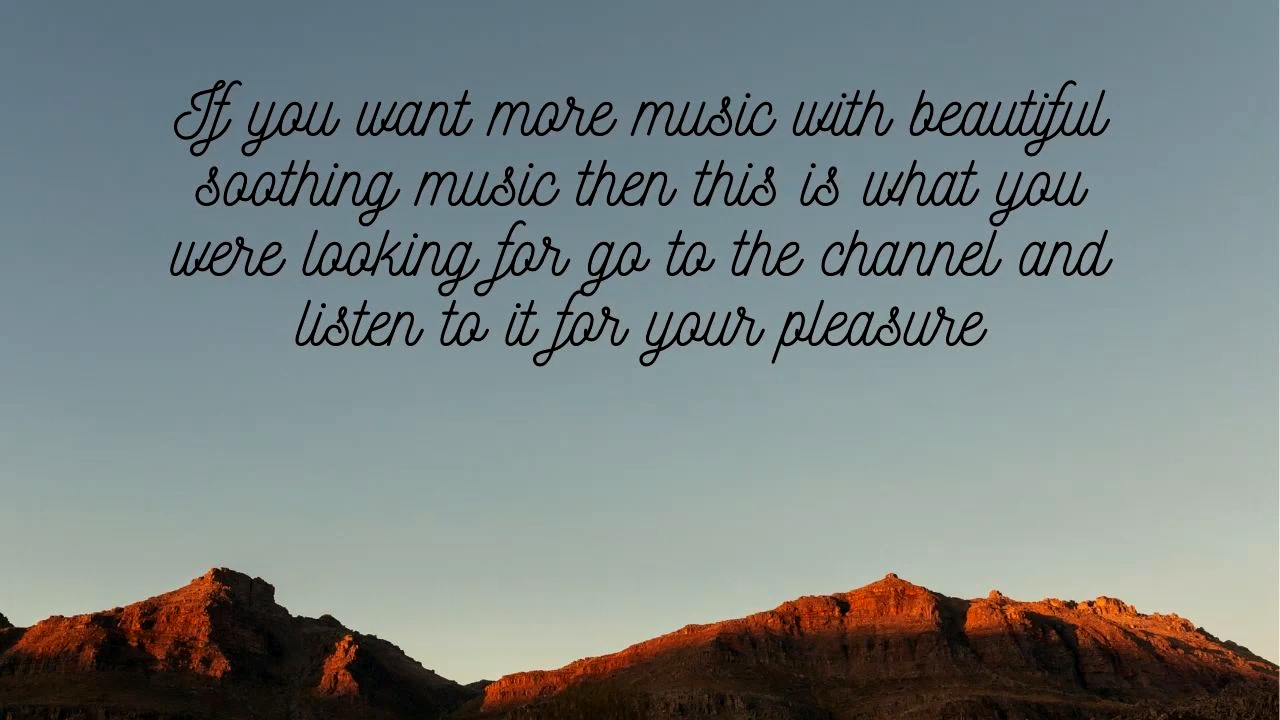 If you want more music with beautiful
soothing music then this is what you
were looking for go to the channel and
listen to it for your pleasure